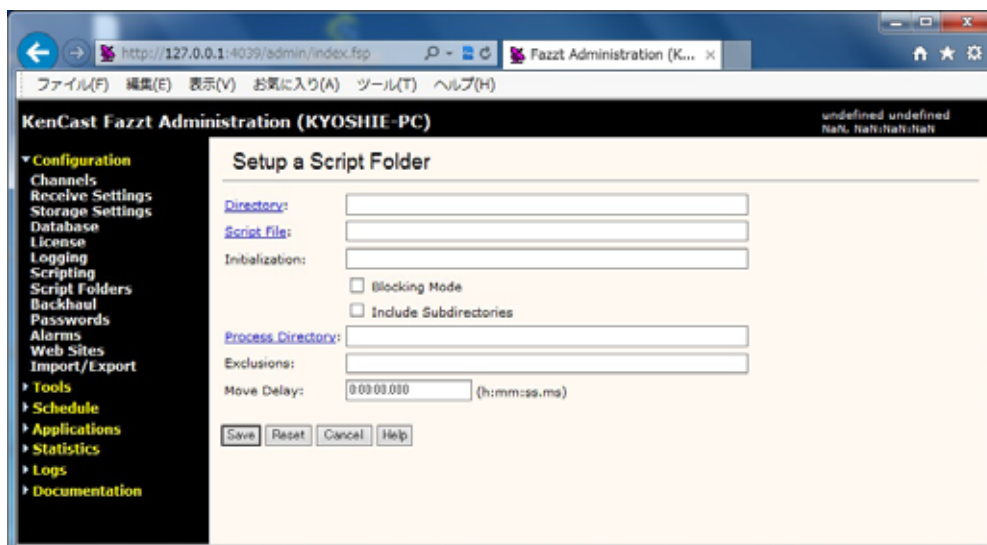 http://127.0.0.1:4039/admin/index.fsp
Fazzt Administration (K...
ファイル(F) 編集(E) 表示(V) お気に入り(A) ツール(T) ヘルプ(H)
KenCast Fazzt Administration (KYOSHIE-PC)
undefined undefined
NaN, NaN:NaN:NaN
Configuration
Channels
Receive Settings
Storage Settings
Database
License
Logging
Scripting
Script Folders
Backhaul
Passwords
Alarms
Web Sites
Import/Export
Tools
Schedule
Applications
Statistics
Logs
Documentation
Setup a Script Folder
Directory:
Script File:
Initialization:
Blocking Mode
Include Subdirectories
Process Directory:
Exclusions:
Move Delay: 0:00:00.000 (h:mm:ss.ms)
Save Reset Cancel Help